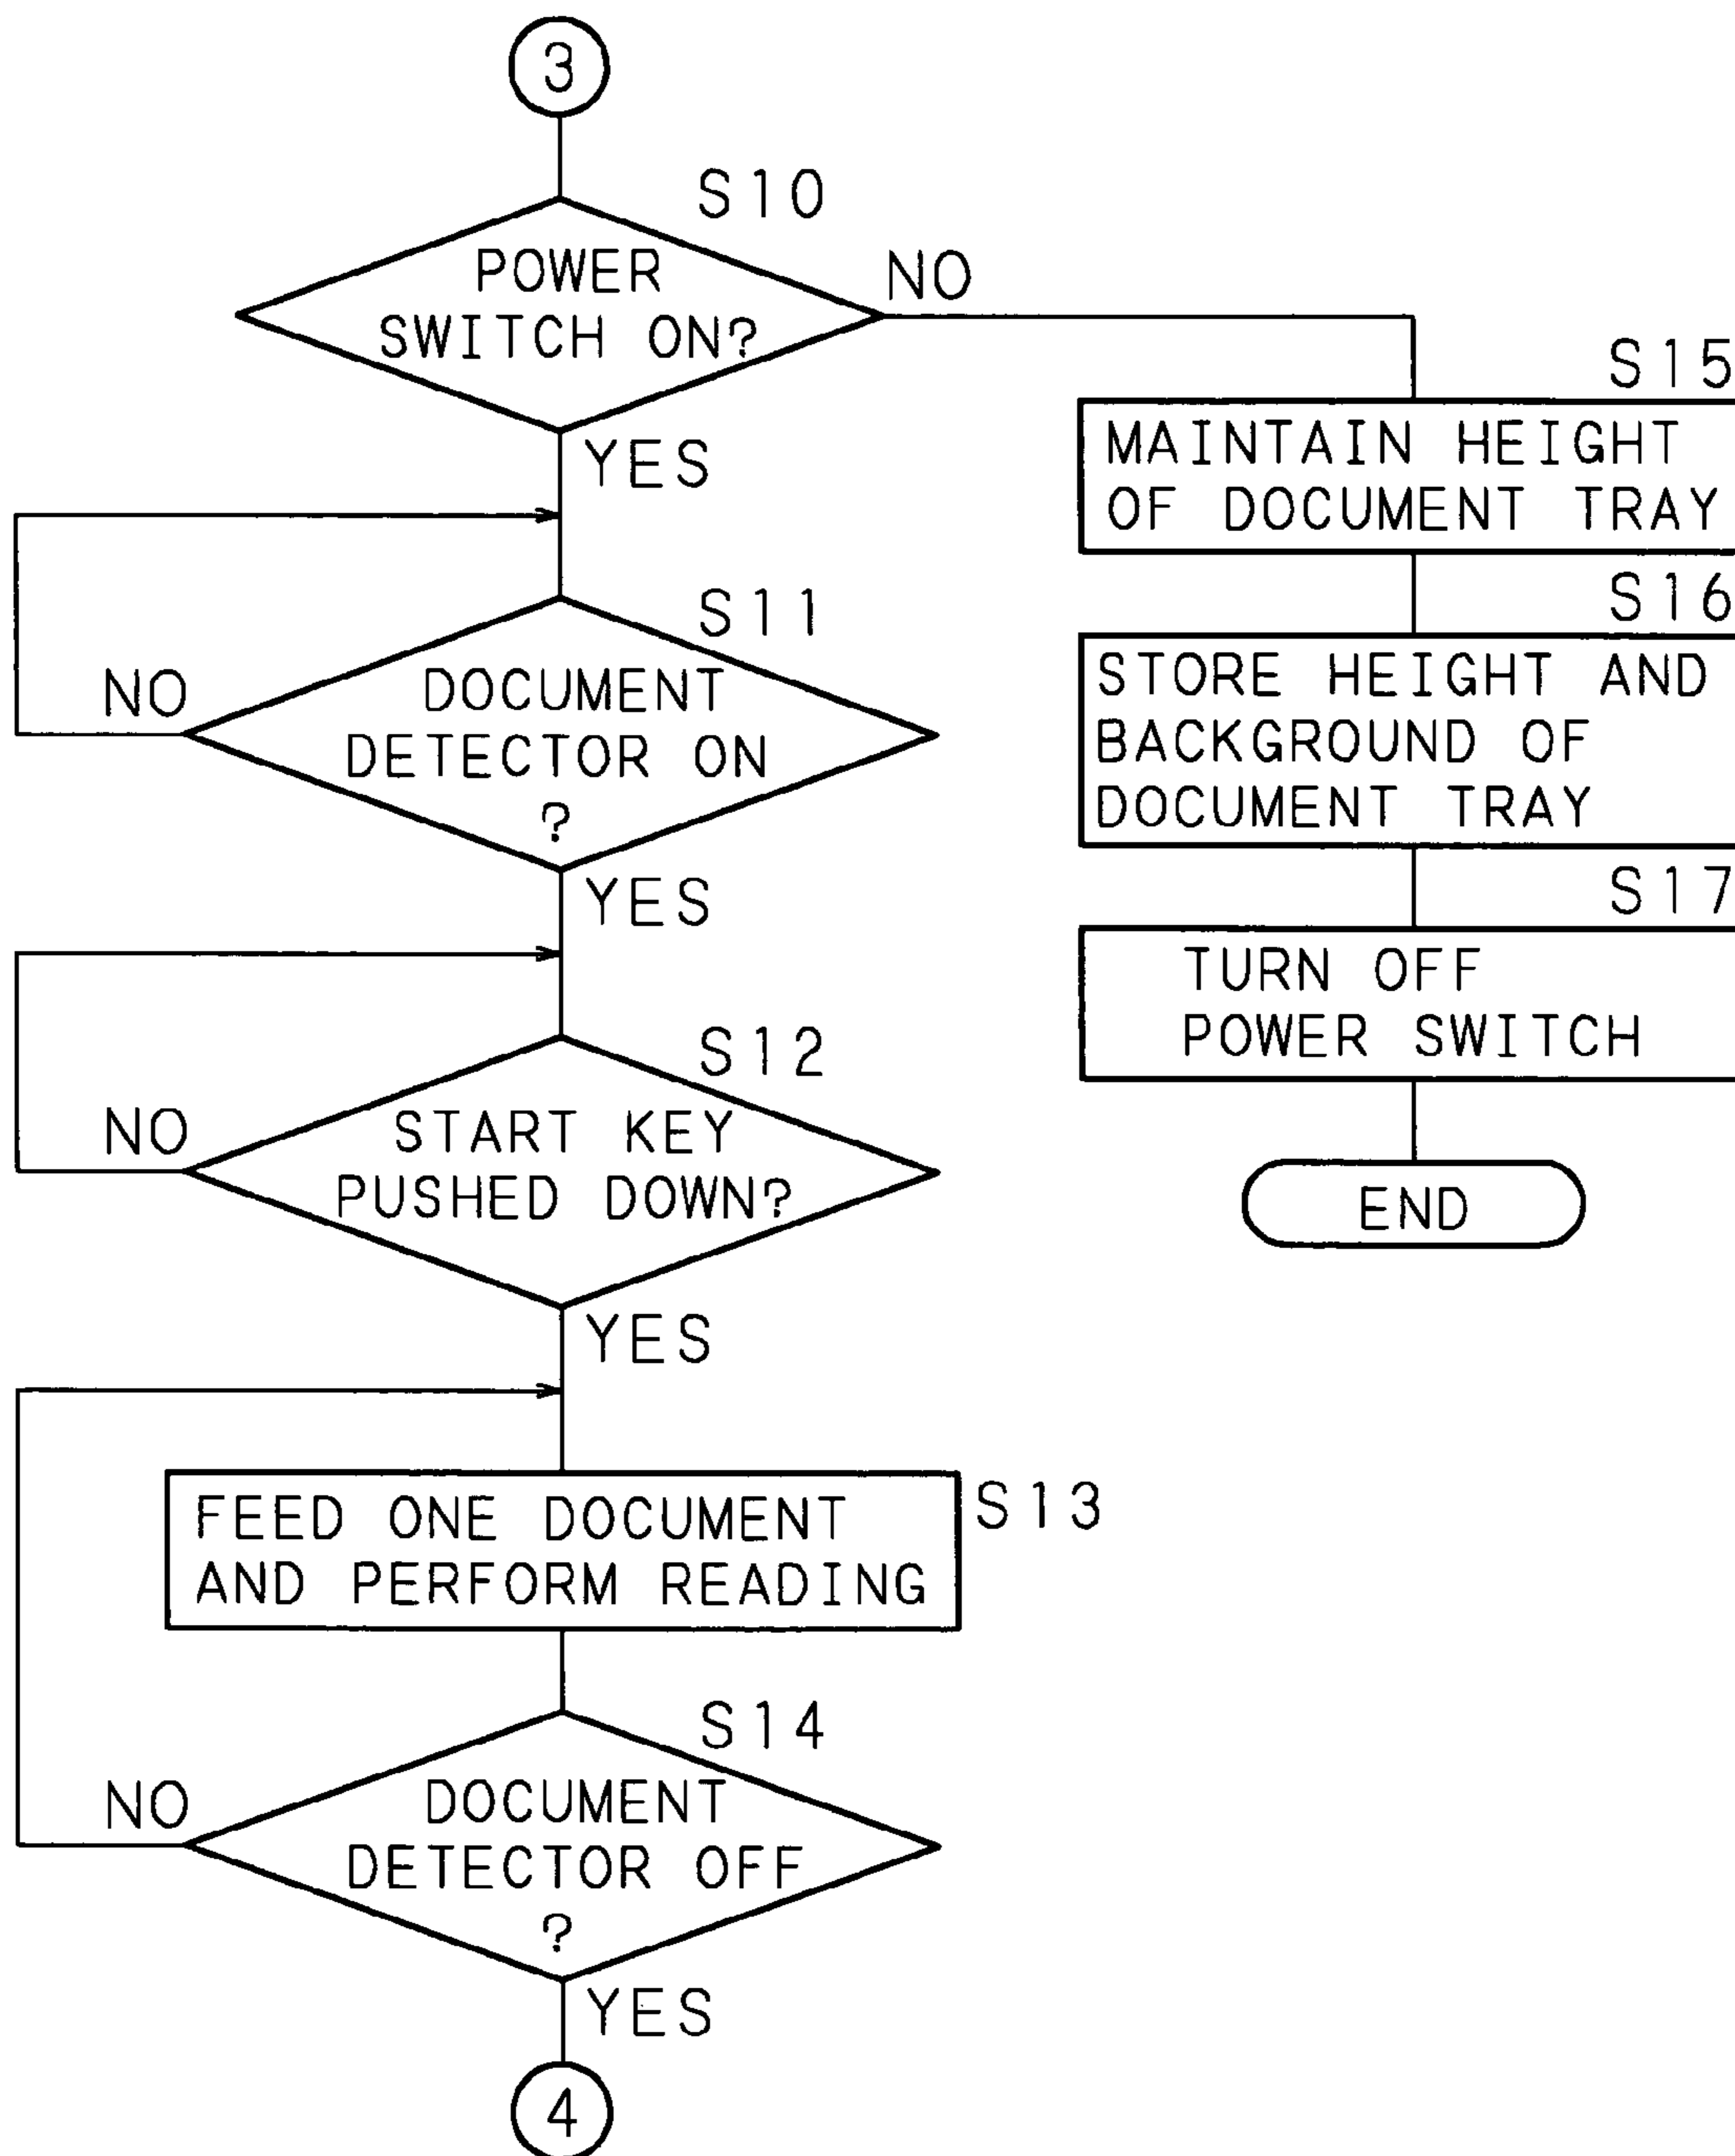 3
S10
POWER
SWITCH ON?
NO
YES
S15
MAINTAIN HEIGHT
OF DOCUMENT TRAY
S11
DOCUMENT
DETECTOR ON
?
NO
YES
S16
STORE HEIGHT AND
BACKGROUND OF
DOCUMENT TRAY
S17
TURN OFF
POWER SWITCH
S12
START KEY
PUSHED DOWN?
NO
YES
END
FEED ONE DOCUMENT
AND PERFORM READING
S13
S14
DOCUMENT
DETECTOR OFF
?
NO
YES
4